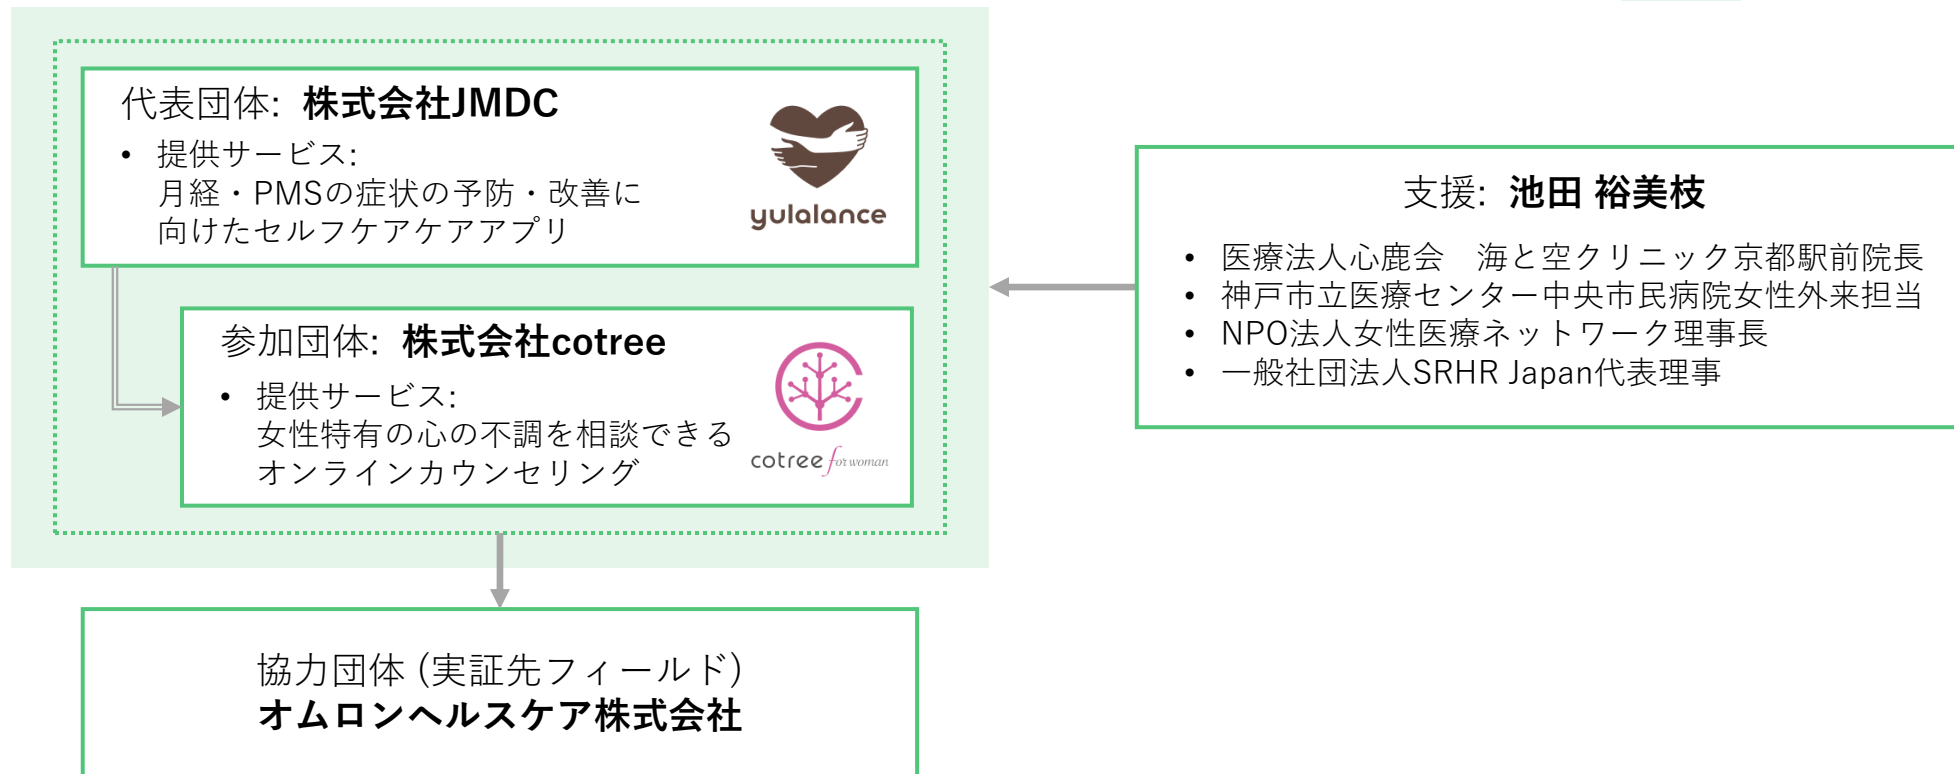 代表団体: 株式会社JMDC
• 提供サービス:
月経・PMSの症状の予防・改善に
向けたセルフケアケアアプリ
yulalance
参加団体: 株式会社cotree
• 提供サービス:
女性特有の心の不調を相談できる
オンラインカウンセリング
cotree for woman
支援: 池田 裕美枝
• 医療法人心鹿会　海と空クリニック京都駅前院長
• 神戸市立医療センター中央市民病院女性外来担当
• NPO法人女性医療ネットワーク理事長
• 一般社団法人SRHR Japan代表理事
協力団体 (実証先フィールド)
オムロンヘルスケア株式会社